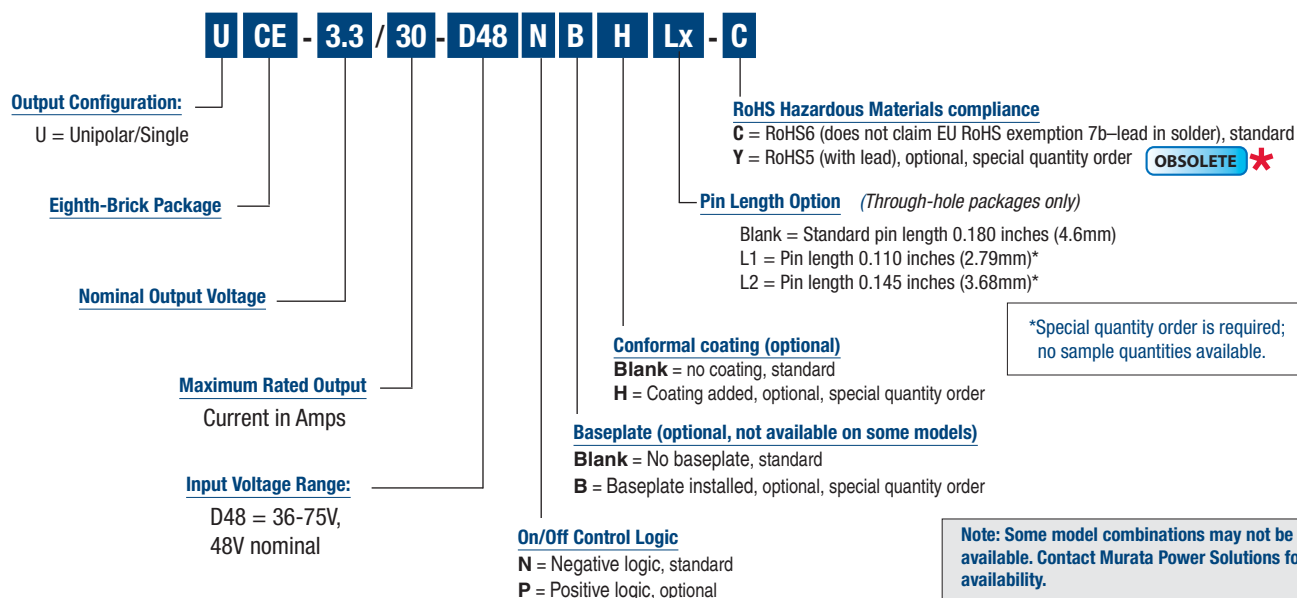 U CE - 3.3 / 30 - D48 N B H Lx - C
Output Configuration:
U = Unipolar/Single
Eighth-Brick Package
Nominal Output Voltage
Maximum Rated Output
Current in Amps
Input Voltage Range:
D48 = 36-75V,
48V nominal
RoHS Hazardous Materials compliance
C = RoHS6 (does not claim EU RoHS exemption 7b–lead in solder), standard
Y = RoHS5 (with lead), optional, special quantity order OBSOLETE *
Pin Length Option (Through-hole packages only)
Blank = Standard pin length 0.180 inches (4.6mm)
L1 = Pin length 0.110 inches (2.79mm)*
L2 = Pin length 0.145 inches (3.68mm)*
*Special quantity order is required;
no sample quantities available.
Conformal coating (optional)
Blank = no coating, standard
H = Coating added, optional, special quantity order
Baseplate (optional, not available on some models)
Blank = No baseplate, standard
B = Baseplate installed, optional, special quantity order
On/Off Control Logic
N = Negative logic, standard
P = Positive logic, optional
Note: Some model combinations may not be
available. Contact Murata Power Solutions fo
availability.